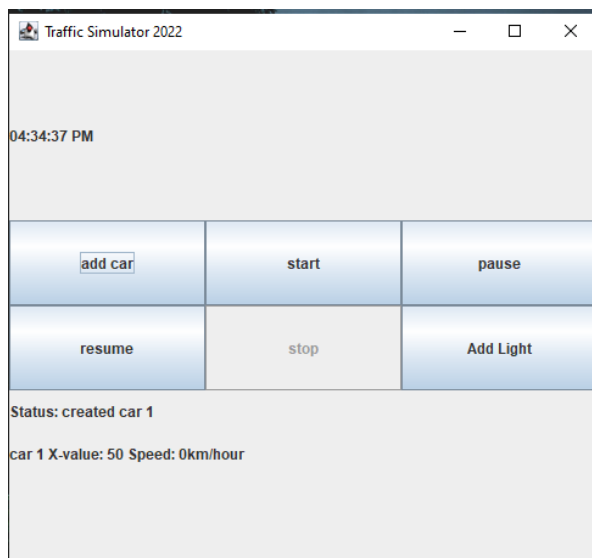 Traffic Simulator 2022
04:34:37 PM
add car start pause
resume stop Add Light
Status: created car 1
car 1 X-value: 50 Speed: 0km/hour